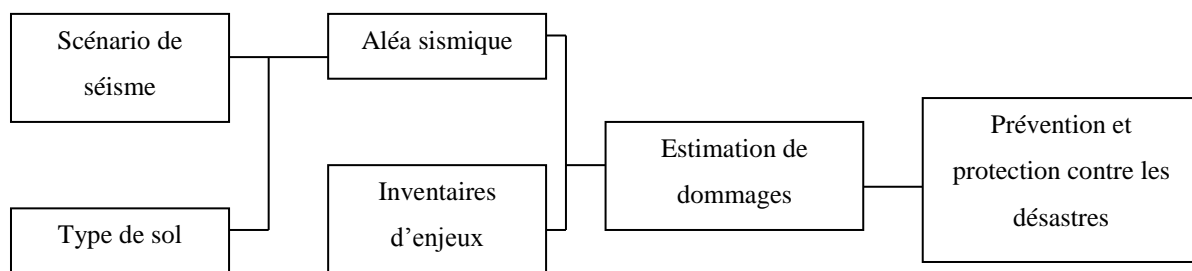 Scénario de
séisme
Type de sol
Aléa sismique
Inventaires
d’enjeux
Estimation de
dommages
Prévention et
protection contre les
désastres